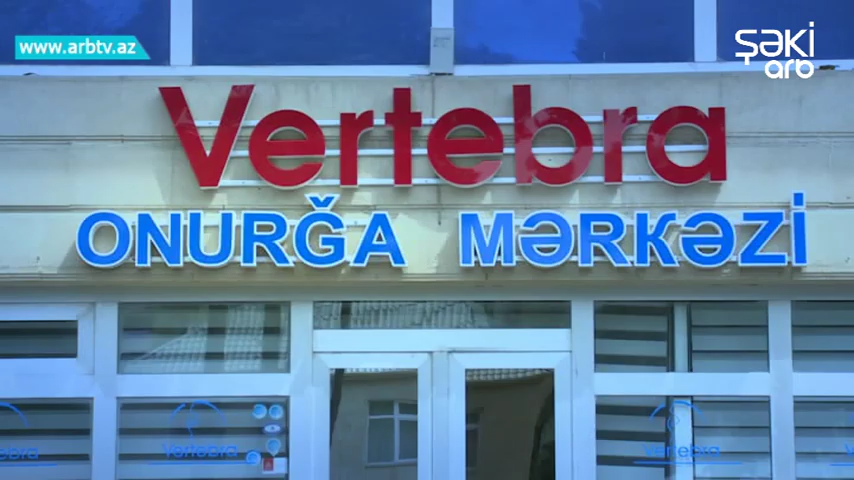 www.arbtv.az
ŞƏKİ
arb
Vertebra
ONURĞA MƏRKƏZİ
Vertebra
Vertebra